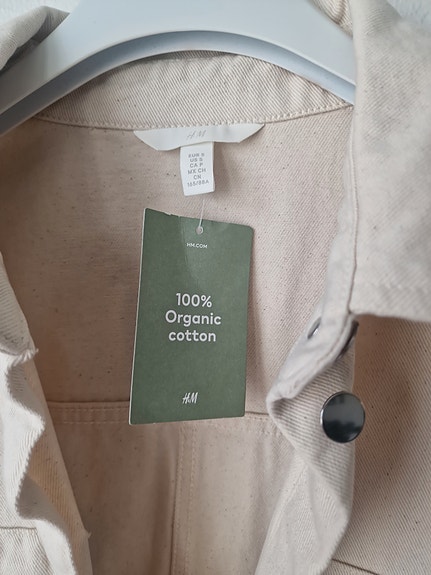 H M
EUR S
US S
CA P
MX CH
CN
165/88A
HM.COM
100%
Organic
cotton
H&M